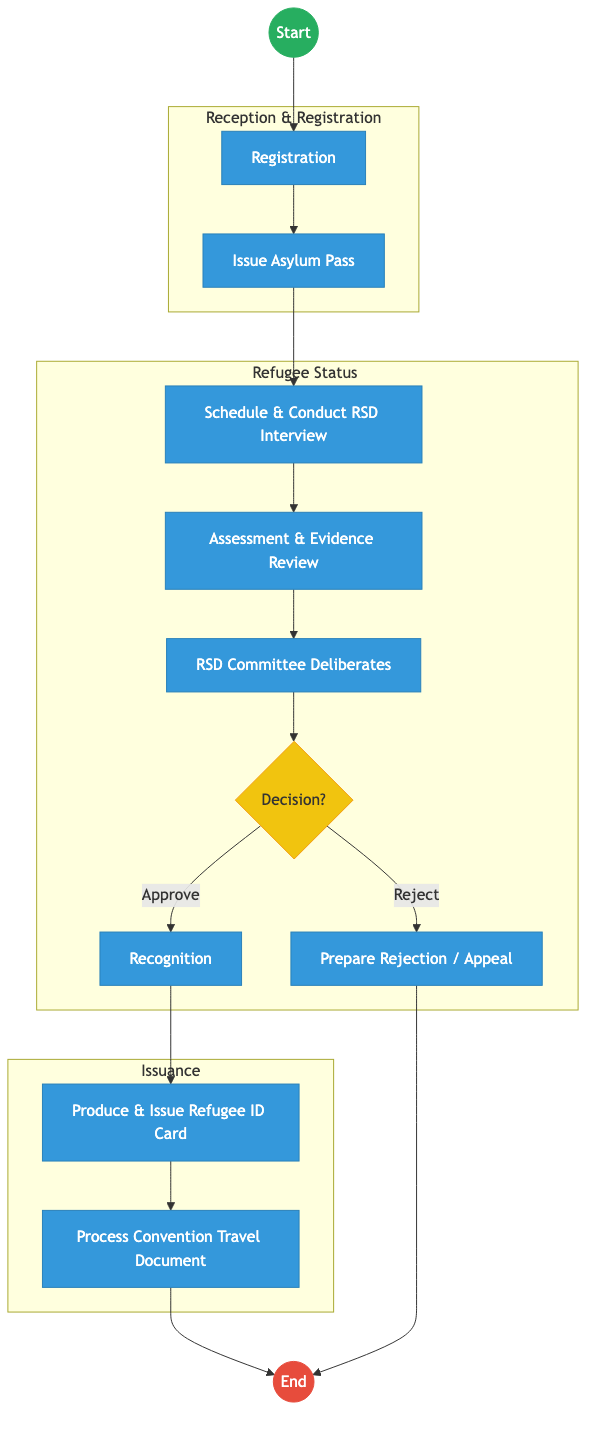 Start
Reception & Registration
Registration
Issue Asylum Pass
Refugee Status
Schedule & Conduct RSD
Interview
Assessment & Evidence
Review
RSD Committee Deliberates
Decision?
Approve
Reject
Recognition
Prepare Rejection / Appeal
Issuance
Produce & Issue Refugee ID
Card
Process Convention Travel
Document
End